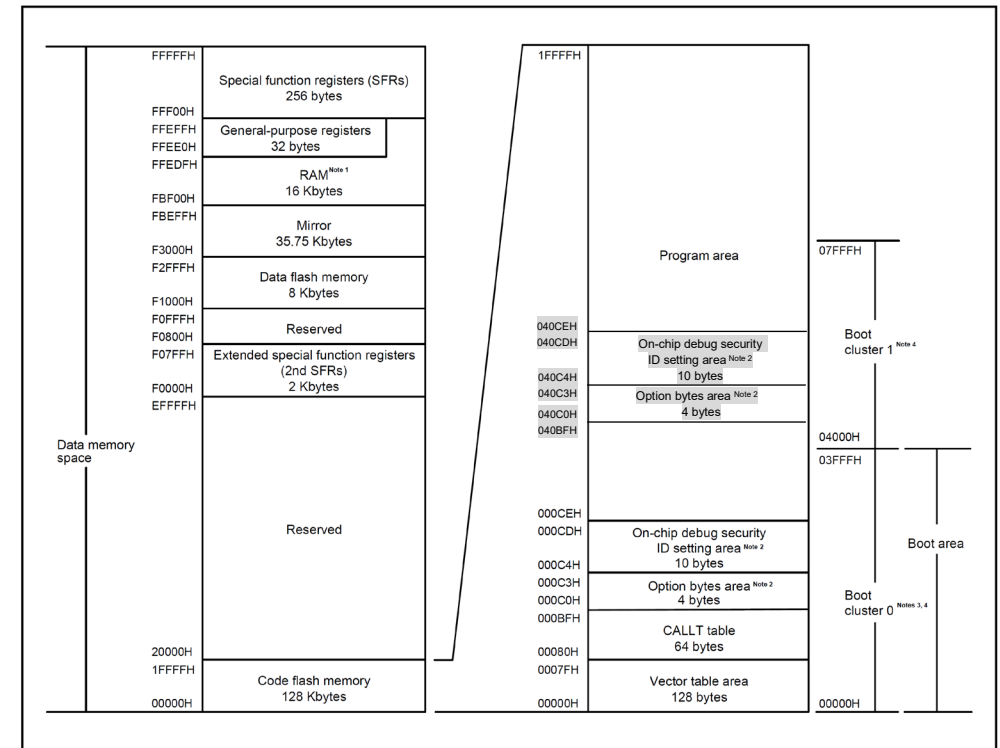 FFFFFH
Special function registers (SFRs)
256 bytes
FFF00H
FFEFFH
General-purpose registers
32 bytes
FFEE0H
FFEDFH
RAM Note 1
16 Kbytes
FBF00H
FBEFFH
Mirror
35.75 Kbytes
F3000H
F2FFFH
Data flash memory
8 Kbytes
F1000H
F0FFFH
Reserved
F0800H
F07FFH
Extended special function registers
(2nd SFRs)
2 Kbytes
F0000H
EFFFFH
Data memory
space
Reserved
20000H
1FFFFH
Code flash memory
128 Kbytes
00000H
1FFFFH
Program area
040CEH
040CDH
On-chip debug security
ID setting area Note 2
10 bytes
040C4H
040C3H
Option bytes area Note 2
4 bytes
040C0H
040BFH
000CEH
000CDH
On-chip debug security
ID setting area Note 2
10 bytes
000C4H
000C3H
Option bytes area Note 2
4 bytes
000C0H
000BFH
CALLT table
64 bytes
00080H
0007FH
Vector table area
128 bytes
00000H
07FFFH
Boot
cluster 1 Note 4
04000H
03FFFH
Boot area
Boot
cluster 0 Notes 3, 4
00000H